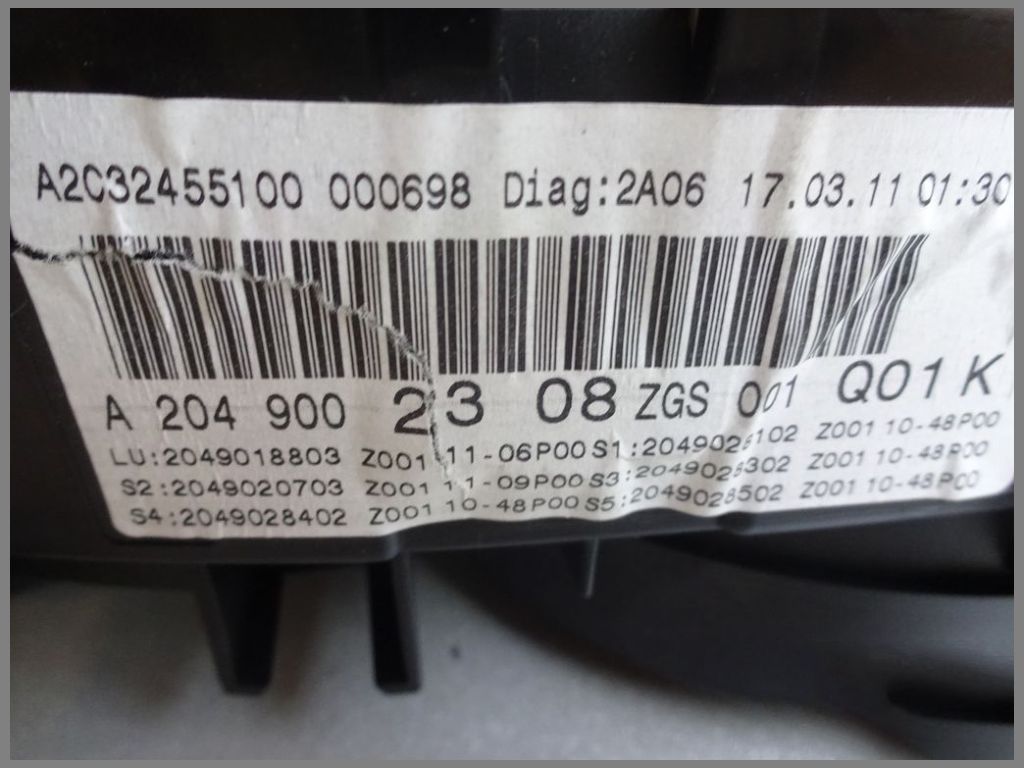 A2C32455100 000698 Diag:2A06 17.03.11 01:30
A 204 900 23 08 ZGS 001 Q01 K
LU:2049018803 Z001 11-06P00 S1:2049028102 Z001 10-48P00
S2:2049020703 Z001 11-09P00 S3:2049028302 Z001 10-48P00
S4:2049028402 Z001 10-48P00 S5:2049028502 Z001 10-48P00